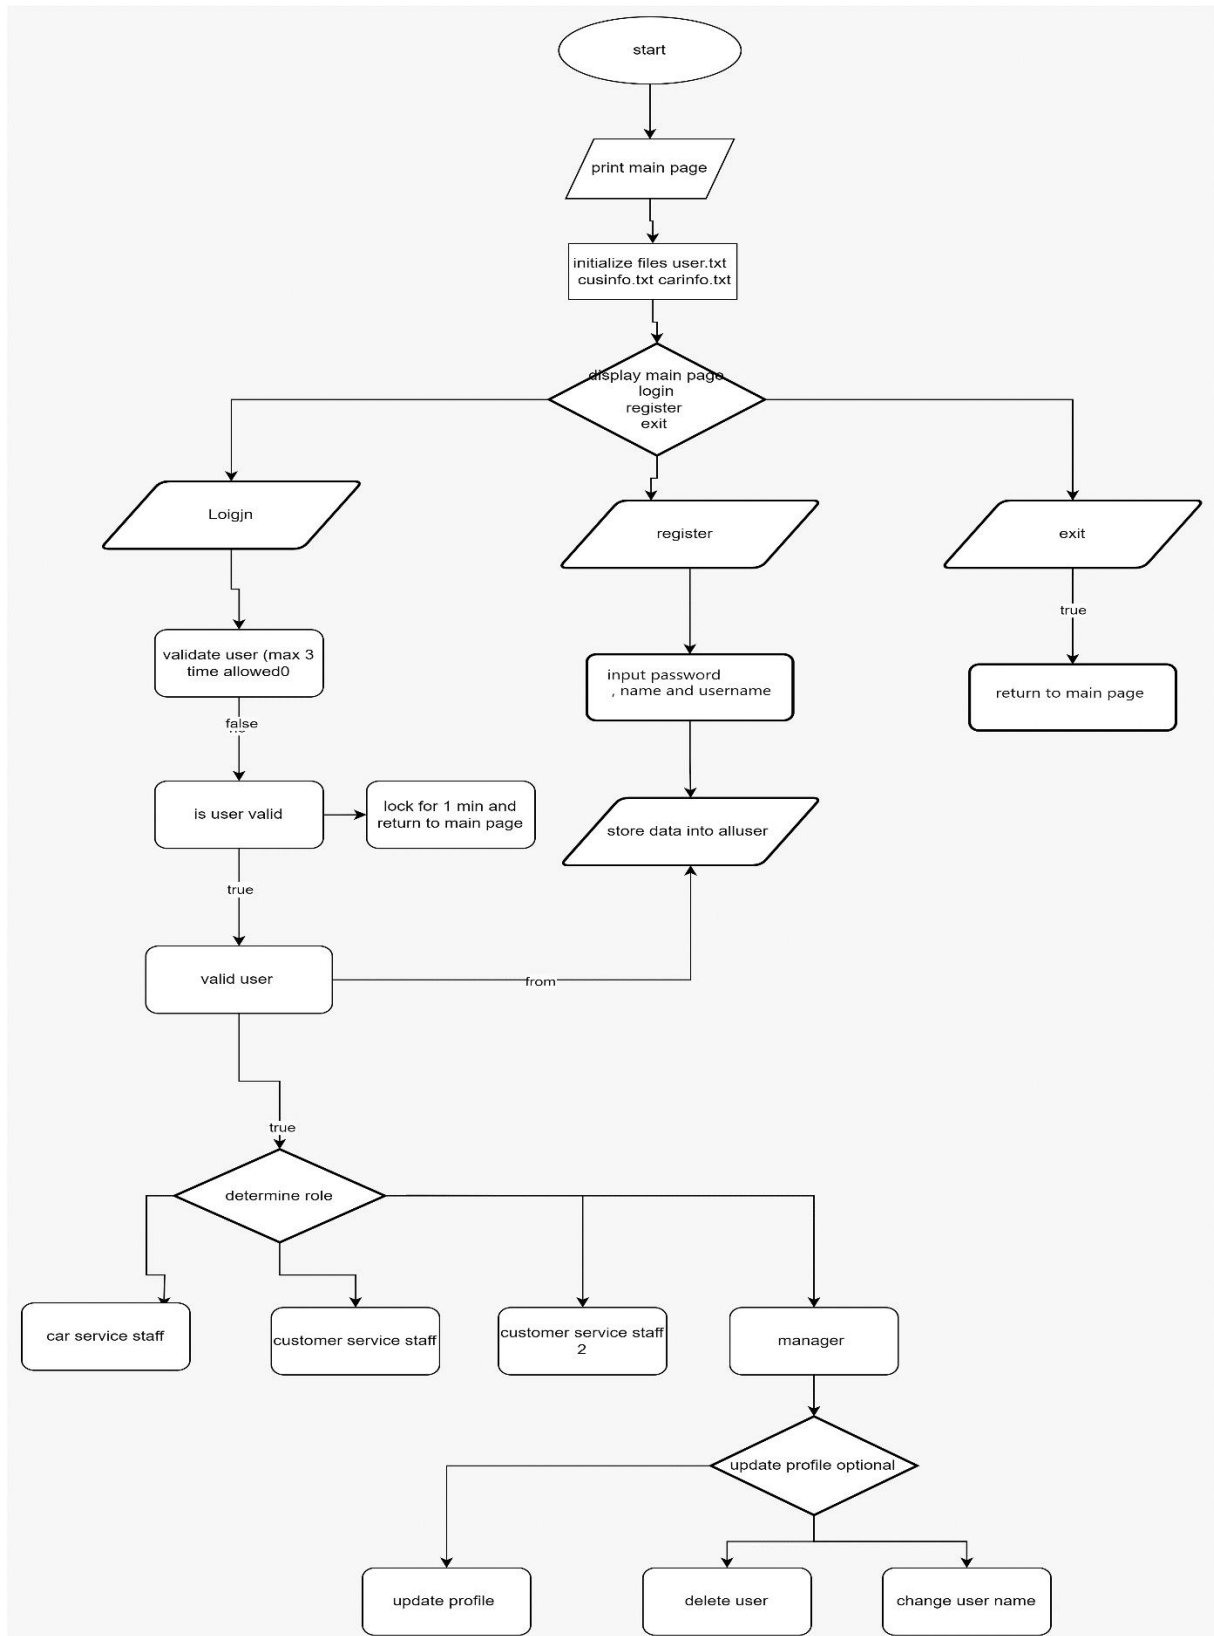 start
print main page
initialize files user.txt
cusinfo.txt carinfo.txt
display main page
login
register
exit
Loigjn
register
exit
true
validate user (max 3
time allowed0
input password
, name and username
return to main page
false
is user valid
lock for 1 min and
return to main page
store data into alluser
true
valid user
from
true
determine role
car service staff
customer service staff
customer service staff
2
manager
update profile optional
update profile
delete user
change user name